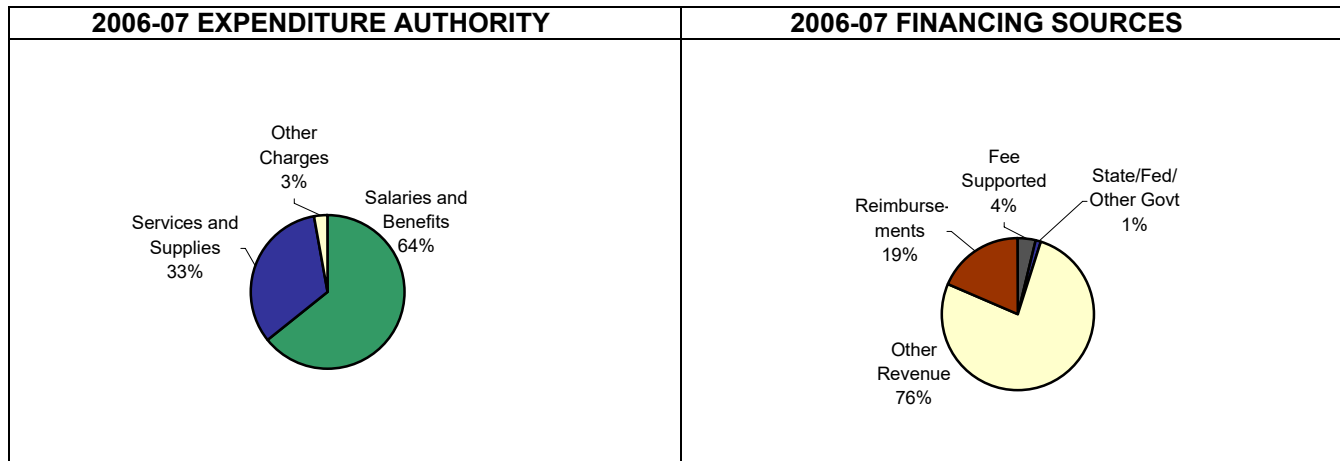 2006-07 EXPENDITURE AUTHORITY
2006-07 FINANCING SOURCES
Other
Charges
3%
Salaries and
Benefits
64%
Services and
Supplies
33%
Fee
Supported
4%
State/Fed/
Other Govt
1%
Reimburse-
ments
19%
Other
Revenue
76%